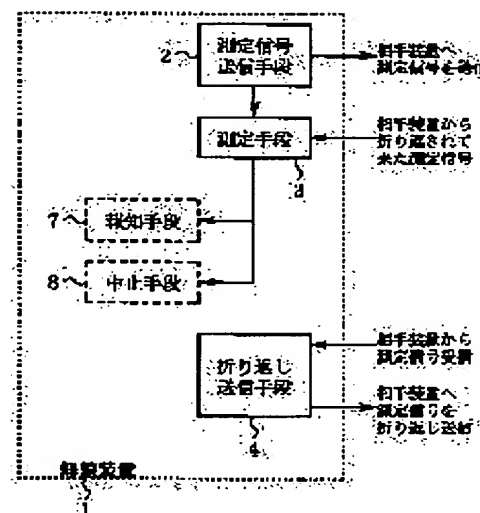 2
測定信号
送信手段
相手装置へ
測定信号を送信
測定手段
3
相手装置から
折り返されて
来た測定信号
7
報知手段
8
中止手段
折り返し
送信手段
4
相手装置から
測定信号受信
相手装置へ
測定信号を
折り返し送信
無線装置
1